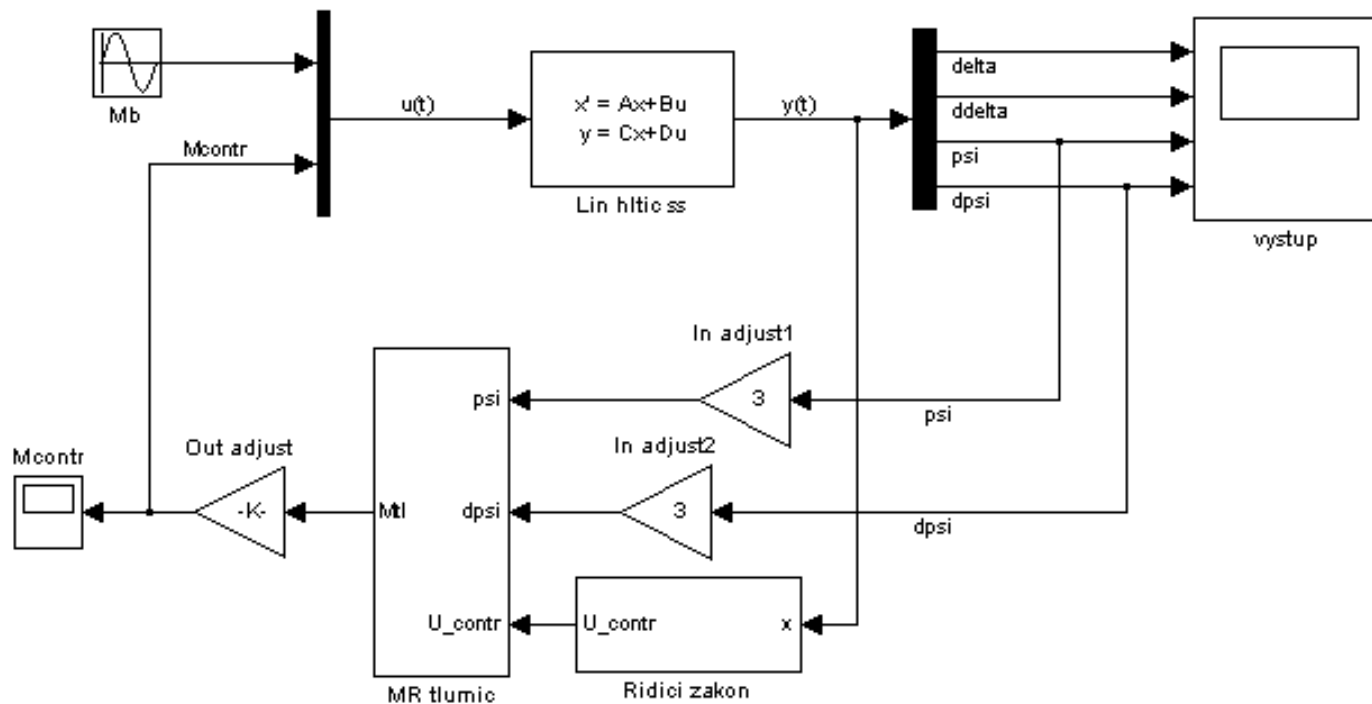 Mb
Mcontr
u(t)
x' = Ax+Bu
y = Cx+Du
Lin hltic ss
y(t)
delta
ddelta
psi
dpsi
vystup
In adjust1
3
psi
In adjust2
3
dpsi
psi
dpsi
U_contr
Mtl
MR tlumic
U_contr
x
Ridici zakon
Out adjust
-K-
Mcontr